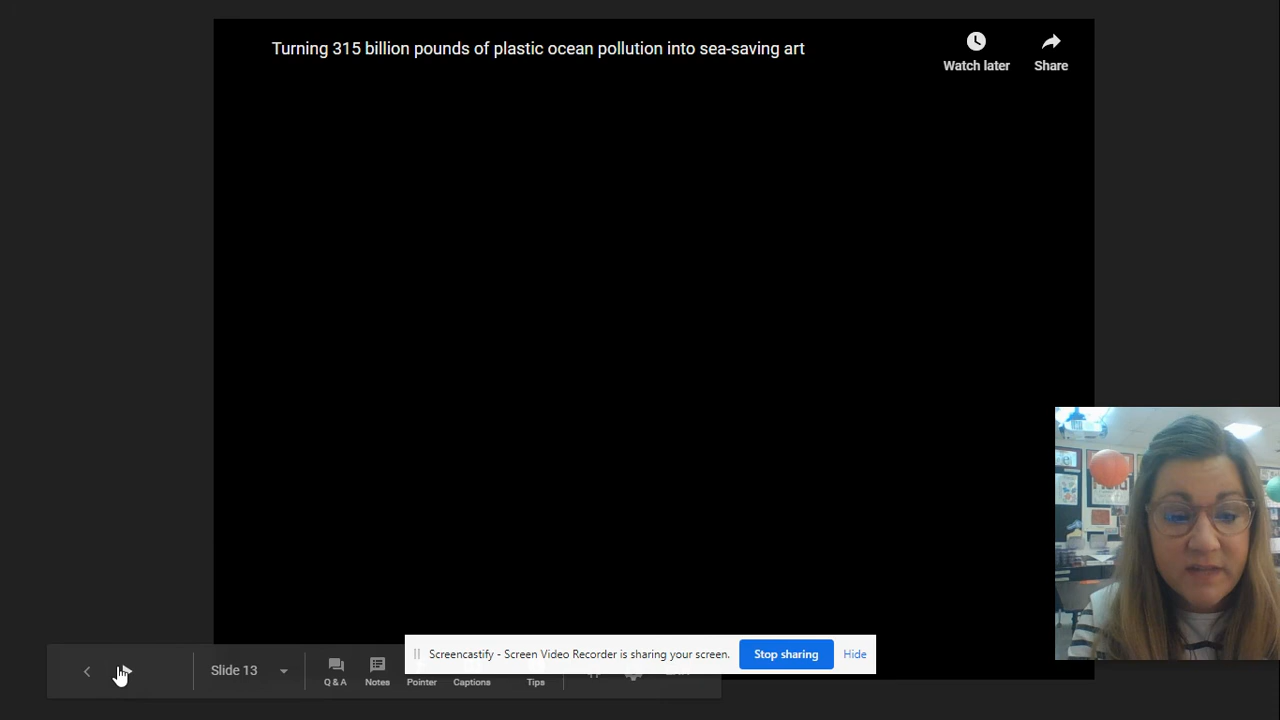 Turning 315 billion pounds of plastic ocean pollution into sea-saving art
Watch later
Share
Screencastify - Screen Video Recorder is sharing your screen.
Stop sharing
Hide
Slide 13
Q & A
Notes
Pointer
Captions
Tips